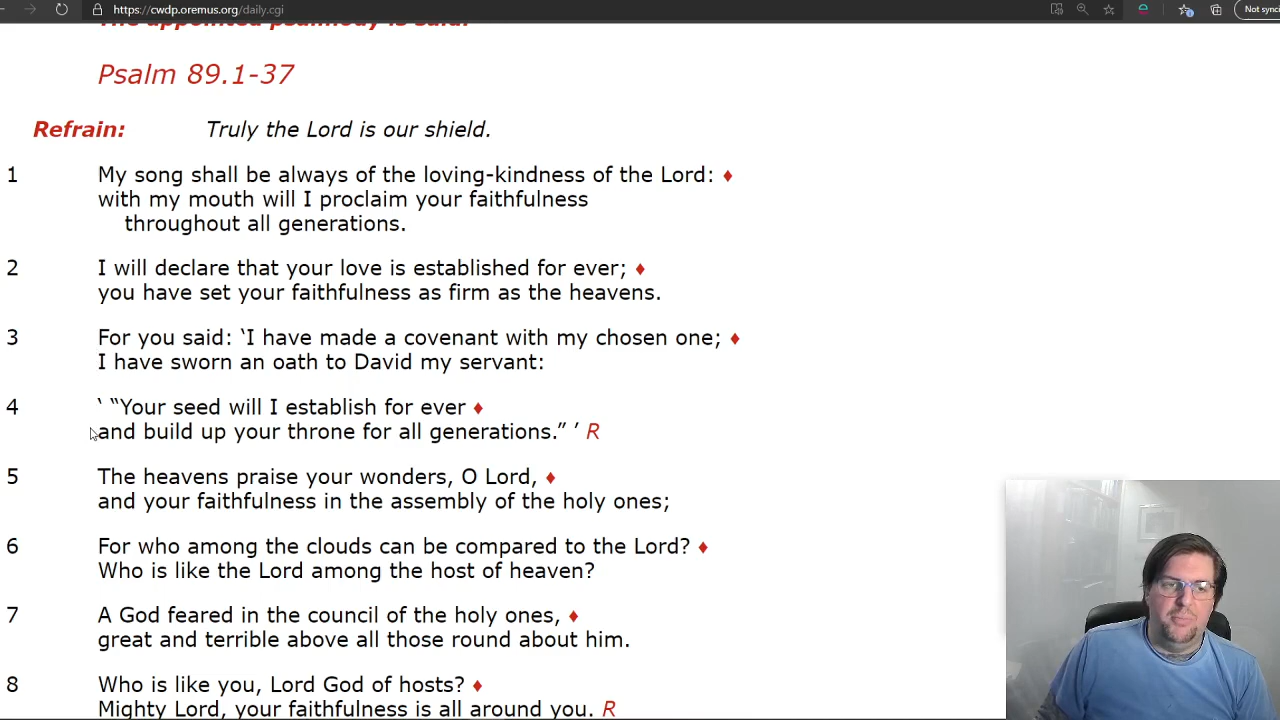 https://cwdp.oremus.org/daily.cgi
Not synci
The appointed psalmody is said.
Psalm 89.1-37
Refrain: Truly the Lord is our shield.
1 My song shall be always of the loving-kindness of the Lord: ♦
with my mouth will I proclaim your faithfulness
throughout all generations.
2 I will declare that your love is established for ever; ♦
you have set your faithfulness as firm as the heavens.
3 For you said: ‘I have made a covenant with my chosen one; ♦
I have sworn an oath to David my servant:
4 ‘ “Your seed will I establish for ever ♦
and build up your throne for all generations.” ’ R
5 The heavens praise your wonders, O Lord, ♦
and your faithfulness in the assembly of the holy ones;
6 For who among the clouds can be compared to the Lord? ♦
Who is like the Lord among the host of heaven?
7 A God feared in the council of the holy ones, ♦
great and terrible above all those round about him.
8 Who is like you, Lord God of hosts? ♦
Mighty Lord, your faithfulness is all around you. R